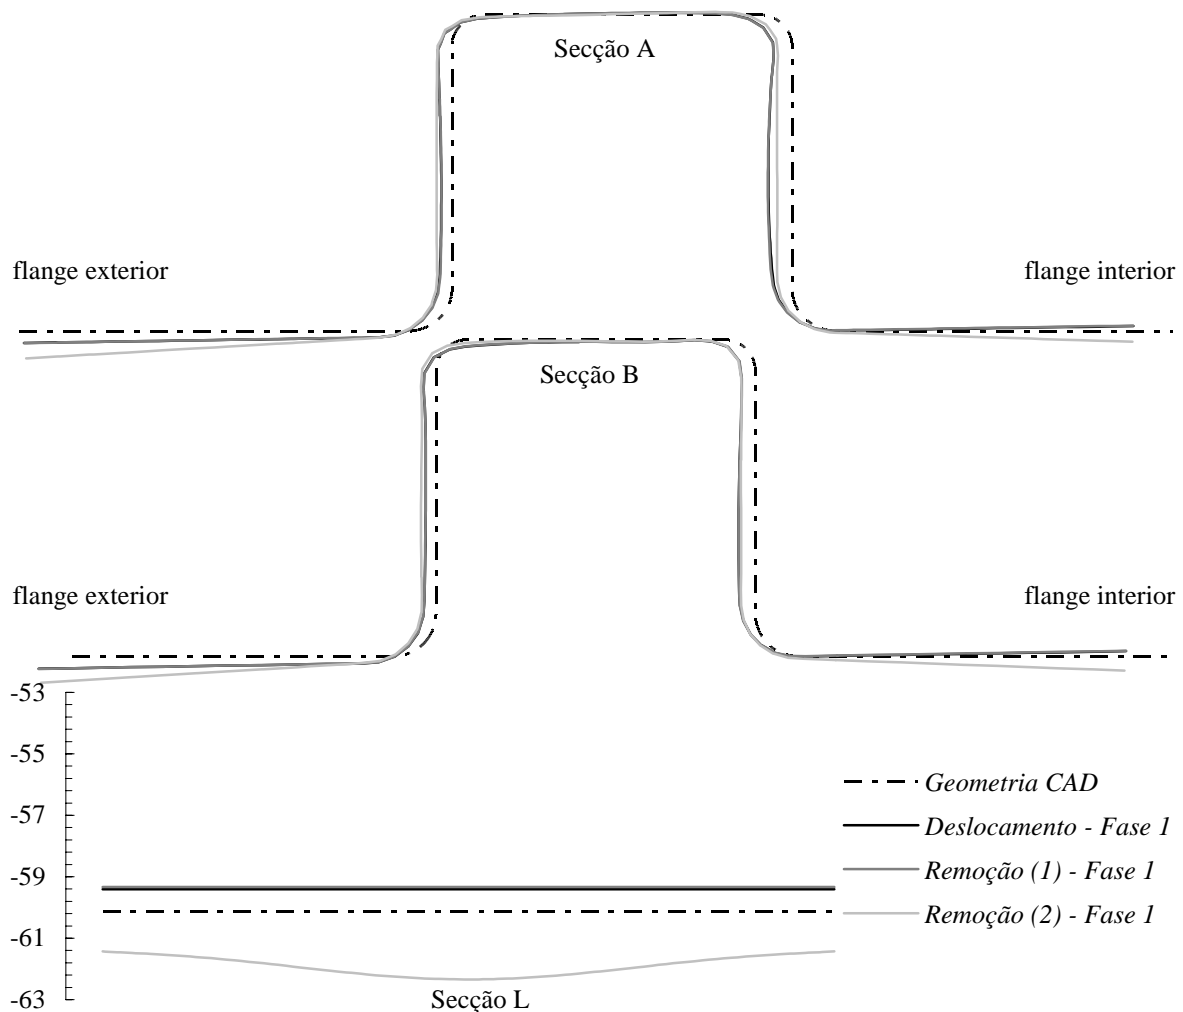 Secção A
flange exterior
flange interior
Secção B
flange exterior
flange interior
-53
-55
-57
-59
-61
-63
Geometria CAD
Deslocamento - Fase 1
Remoção (1) - Fase 1
Remoção (2) - Fase 1
Secção L